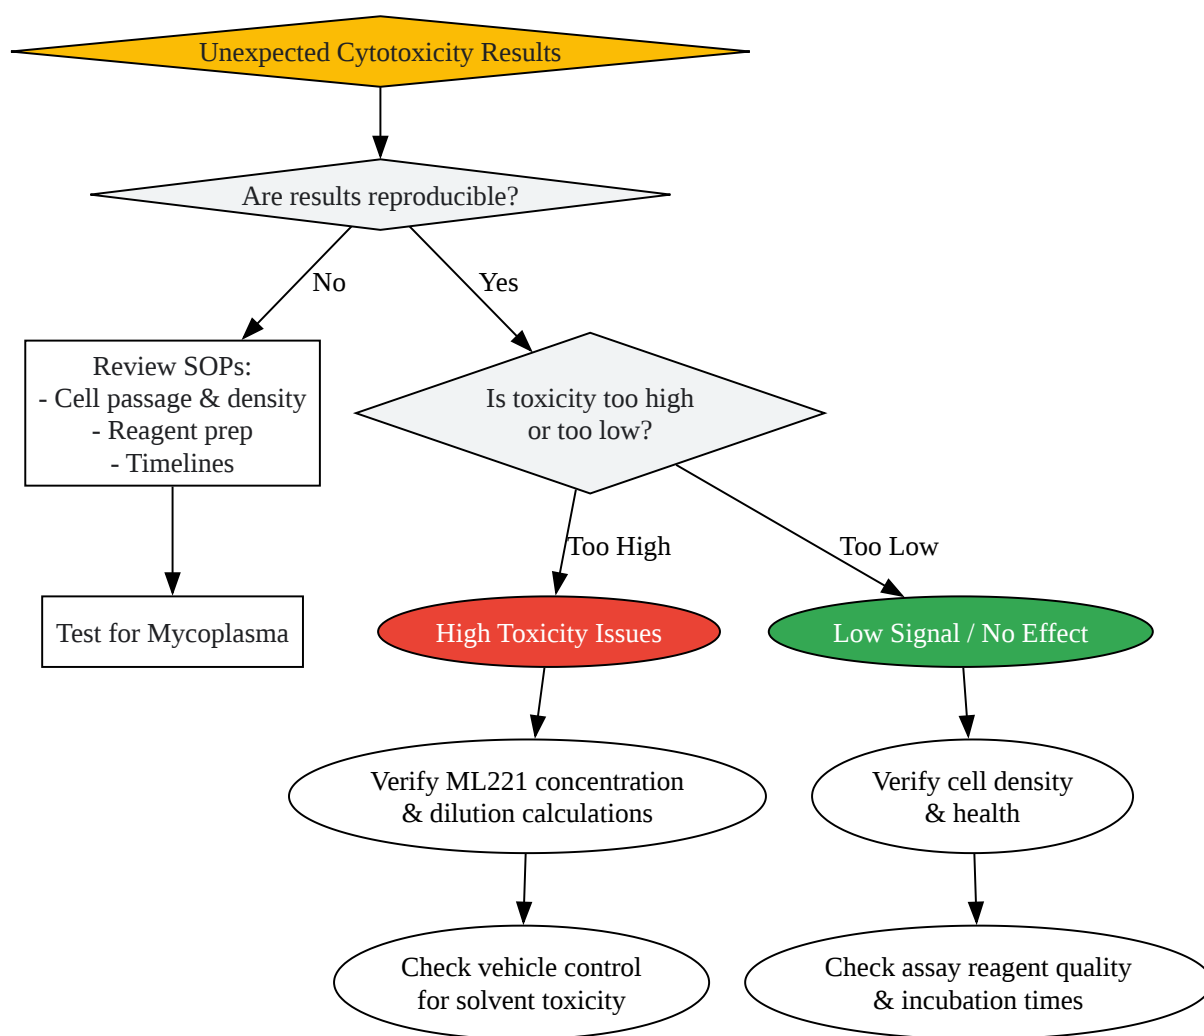 Unexpected Cytotoxicity Results
Are results reproducible?
No
Yes
Review SOPs:
- Cell passage & density
- Reagent prep
- Timelines
Is toxicity too high
or too low?
Too High
Too Low
Test for Mycoplasma
High Toxicity Issues
Low Signal / No Effect
Verify ML221 concentration
& dilution calculations
Verify cell density
& health
Check vehicle control
for solvent toxicity
Check assay reagent quality
& incubation times